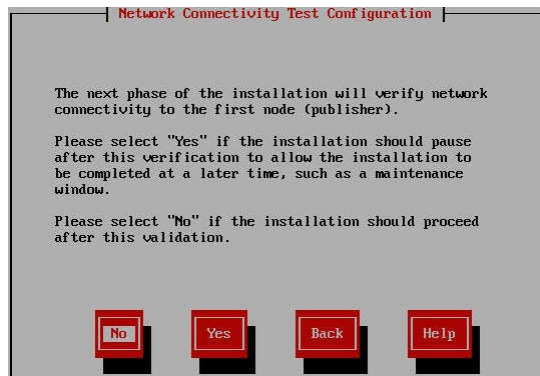 Network Connectivity Test Configuration
The next phase of the installation will verify network
connectivity to the first node (publisher).
Please select "Yes" if the installation should pause
after this verification to allow the installation to
be completed at a later time, such as a maintenance
window.
Please select "No" if the installation should proceed
after this validation.
No Yes Back Help